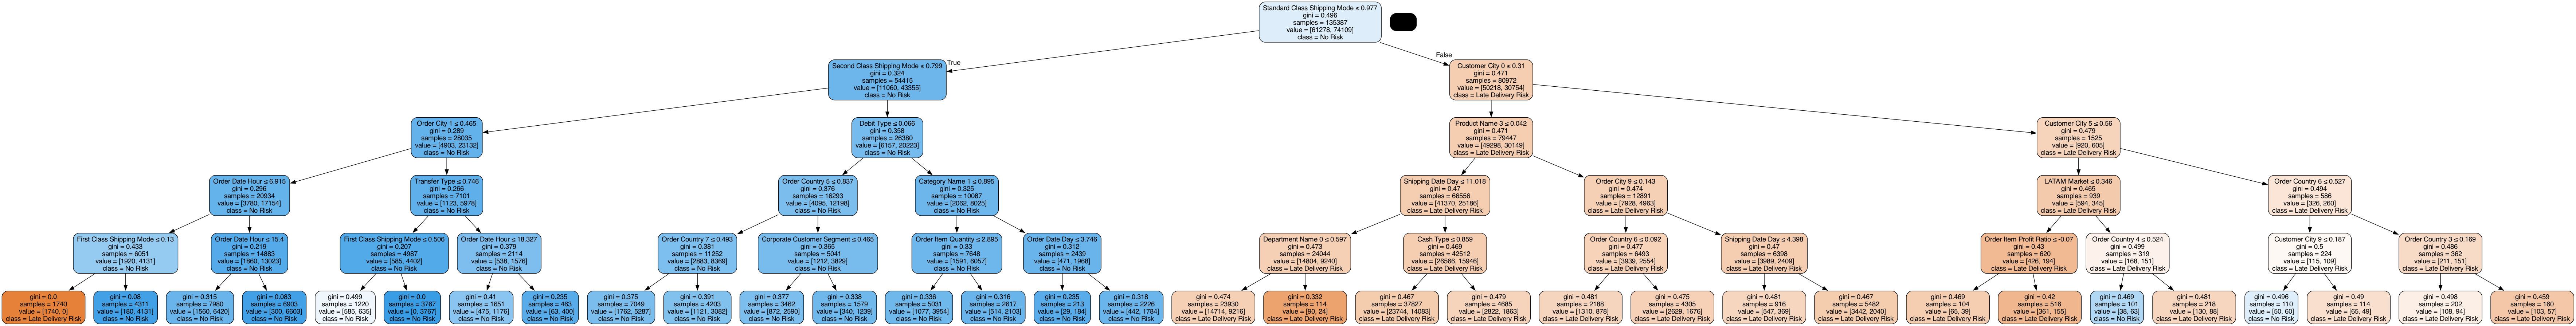 Standard Class Shipping Mode ≤ 0.977
gini = 0.496
samples = 135387
value = [61278, 74109]
class = No Risk
True
False
Second Class Shipping Mode ≤ 0.799
gini = 0.324
samples = 54415
value = [11060, 43355]
class = No Risk
Customer City 0 ≤ 0.31
gini = 0.471
samples = 80972
value = [50218, 30754]
class = Late Delivery Risk
Order City 1 ≤ 0.465
gini = 0.289
samples = 28035
value = [4903, 23132]
class = No Risk
Debit Type ≤ 0.066
gini = 0.358
samples = 26380
value = [6157, 20223]
class = No Risk
Product Name 3 ≤ 0.042
gini = 0.471
samples = 79447
value = [49298, 30149]
class = Late Delivery Risk
Customer City 5 ≤ 0.56
gini = 0.479
samples = 1525
value = [920, 605]
class = Late Delivery Risk
Order Date Hour ≤ 6.915
gini = 0.296
samples = 20934
value = [3780, 17154]
class = No Risk
Transfer Type ≤ 0.746
gini = 0.266
samples = 7101
value = [1123, 5978]
class = No Risk
Order Country 5 ≤ 0.837
gini = 0.376
samples = 16293
value = [4095, 12198]
class = No Risk
Category Name 1 ≤ 0.895
gini = 0.325
samples = 10087
value = [2062, 8025]
class = No Risk
Shipping Date Day ≤ 11.018
gini = 0.47
samples = 66556
value = [41370, 25186]
class = Late Delivery Risk
Order City 9 ≤ 0.143
gini = 0.474
samples = 12891
value = [7928, 4963]
class = Late Delivery Risk
LATAM Market ≤ 0.346
gini = 0.465
samples = 939
value = [594, 345]
class = Late Delivery Risk
Order Country 6 ≤ 0.527
gini = 0.494
samples = 586
value = [326, 260]
class = Late Delivery Risk
First Class Shipping Mode ≤ 0.13
gini = 0.433
samples = 6051
value = [1920, 4131]
class = No Risk
Order Date Hour ≤ 15.4
gini = 0.219
samples = 14883
value = [1860, 13023]
class = No Risk
First Class Shipping Mode ≤ 0.506
gini = 0.207
samples = 4987
value = [585, 4402]
class = No Risk
Order Date Hour ≤ 18.327
gini = 0.379
samples = 2114
value = [538, 1576]
class = No Risk
Order Country 7 ≤ 0.493
gini = 0.381
samples = 11252
value = [2883, 8369]
class = No Risk
Corporate Customer Segment ≤ 0.465
gini = 0.365
samples = 5041
value = [1212, 3829]
class = No Risk
Order Item Quantity ≤ 2.895
gini = 0.33
samples = 7648
value = [1591, 6057]
class = No Risk
Order Date Day ≤ 3.746
gini = 0.312
samples = 2439
value = [471, 1968]
class = No Risk
Department Name 0 ≤ 0.597
gini = 0.473
samples = 24044
value = [14804, 9240]
class = Late Delivery Risk
Cash Type ≤ 0.859
gini = 0.469
samples = 42512
value = [26566, 15946]
class = Late Delivery Risk
Order Country 6 ≤ 0.092
gini = 0.477
samples = 6493
value = [3939, 2554]
class = Late Delivery Risk
Shipping Date Day ≤ 4.398
gini = 0.47
samples = 6398
value = [3989, 2409]
class = Late Delivery Risk
Order Item Profit Ratio ≤ -0.07
gini = 0.43
samples = 620
value = [426, 194]
class = Late Delivery Risk
Order Country 4 ≤ 0.524
gini = 0.499
samples = 319
value = [168, 151]
class = Late Delivery Risk
Customer City 9 ≤ 0.187
gini = 0.5
samples = 224
value = [115, 109]
class = Late Delivery Risk
Order Country 3 ≤ 0.169
gini = 0.486
samples = 362
value = [211, 151]
class = Late Delivery Risk
gini = 0.0
samples = 1740
value = [1740, 0]
class = Late Delivery Risk
gini = 0.08
samples = 4311
value = [180, 4131]
class = No Risk
gini = 0.315
samples = 7980
value = [1560, 6420]
class = No Risk
gini = 0.083
samples = 6903
value = [300, 6603]
class = No Risk
gini = 0.499
samples = 1220
value = [585, 635]
class = No Risk
gini = 0.0
samples = 3767
value = [0, 3767]
class = No Risk
gini = 0.41
samples = 1651
value = [475, 1176]
class = No Risk
gini = 0.235
samples = 463
value = [63, 400]
class = No Risk
gini = 0.375
samples = 7049
value = [1762, 5287]
class = No Risk
gini = 0.391
samples = 4203
value = [1121, 3082]
class = No Risk
gini = 0.377
samples = 3462
value = [872, 2590]
class = No Risk
gini = 0.338
samples = 1579
value = [340, 1239]
class = No Risk
gini = 0.336
samples = 5031
value = [1077, 3954]
class = No Risk
gini = 0.316
samples = 2617
value = [514, 2103]
class = No Risk
gini = 0.235
samples = 213
value = [29, 184]
class = No Risk
gini = 0.318
samples = 2226
value = [442, 1784]
class = No Risk
gini = 0.474
samples = 23930
value = [14714, 9216]
class = Late Delivery Risk
gini = 0.332
samples = 114
value = [90, 24]
class = Late Delivery Risk
gini = 0.467
samples = 37827
value = [23744, 14083]
class = Late Delivery Risk
gini = 0.479
samples = 4685
value = [2822, 1863]
class = Late Delivery Risk
gini = 0.481
samples = 2188
value = [1310, 878]
class = Late Delivery Risk
gini = 0.475
samples = 4305
value = [2629, 1676]
class = Late Delivery Risk
gini = 0.481
samples = 916
value = [547, 369]
class = Late Delivery Risk
gini = 0.467
samples = 5482
value = [3442, 2040]
class = Late Delivery Risk
gini = 0.469
samples = 104
value = [65, 39]
class = Late Delivery Risk
gini = 0.42
samples = 516
value = [361, 155]
class = Late Delivery Risk
gini = 0.469
samples = 101
value = [38, 63]
class = No Risk
gini = 0.481
samples = 218
value = [130, 88]
class = Late Delivery Risk
gini = 0.496
samples = 110
value = [50, 60]
class = No Risk
gini = 0.49
samples = 114
value = [65, 49]
class = Late Delivery Risk
gini = 0.498
samples = 202
value = [108, 94]
class = Late Delivery Risk
gini = 0.459
samples = 160
value = [103, 57]
class = Late Delivery Risk